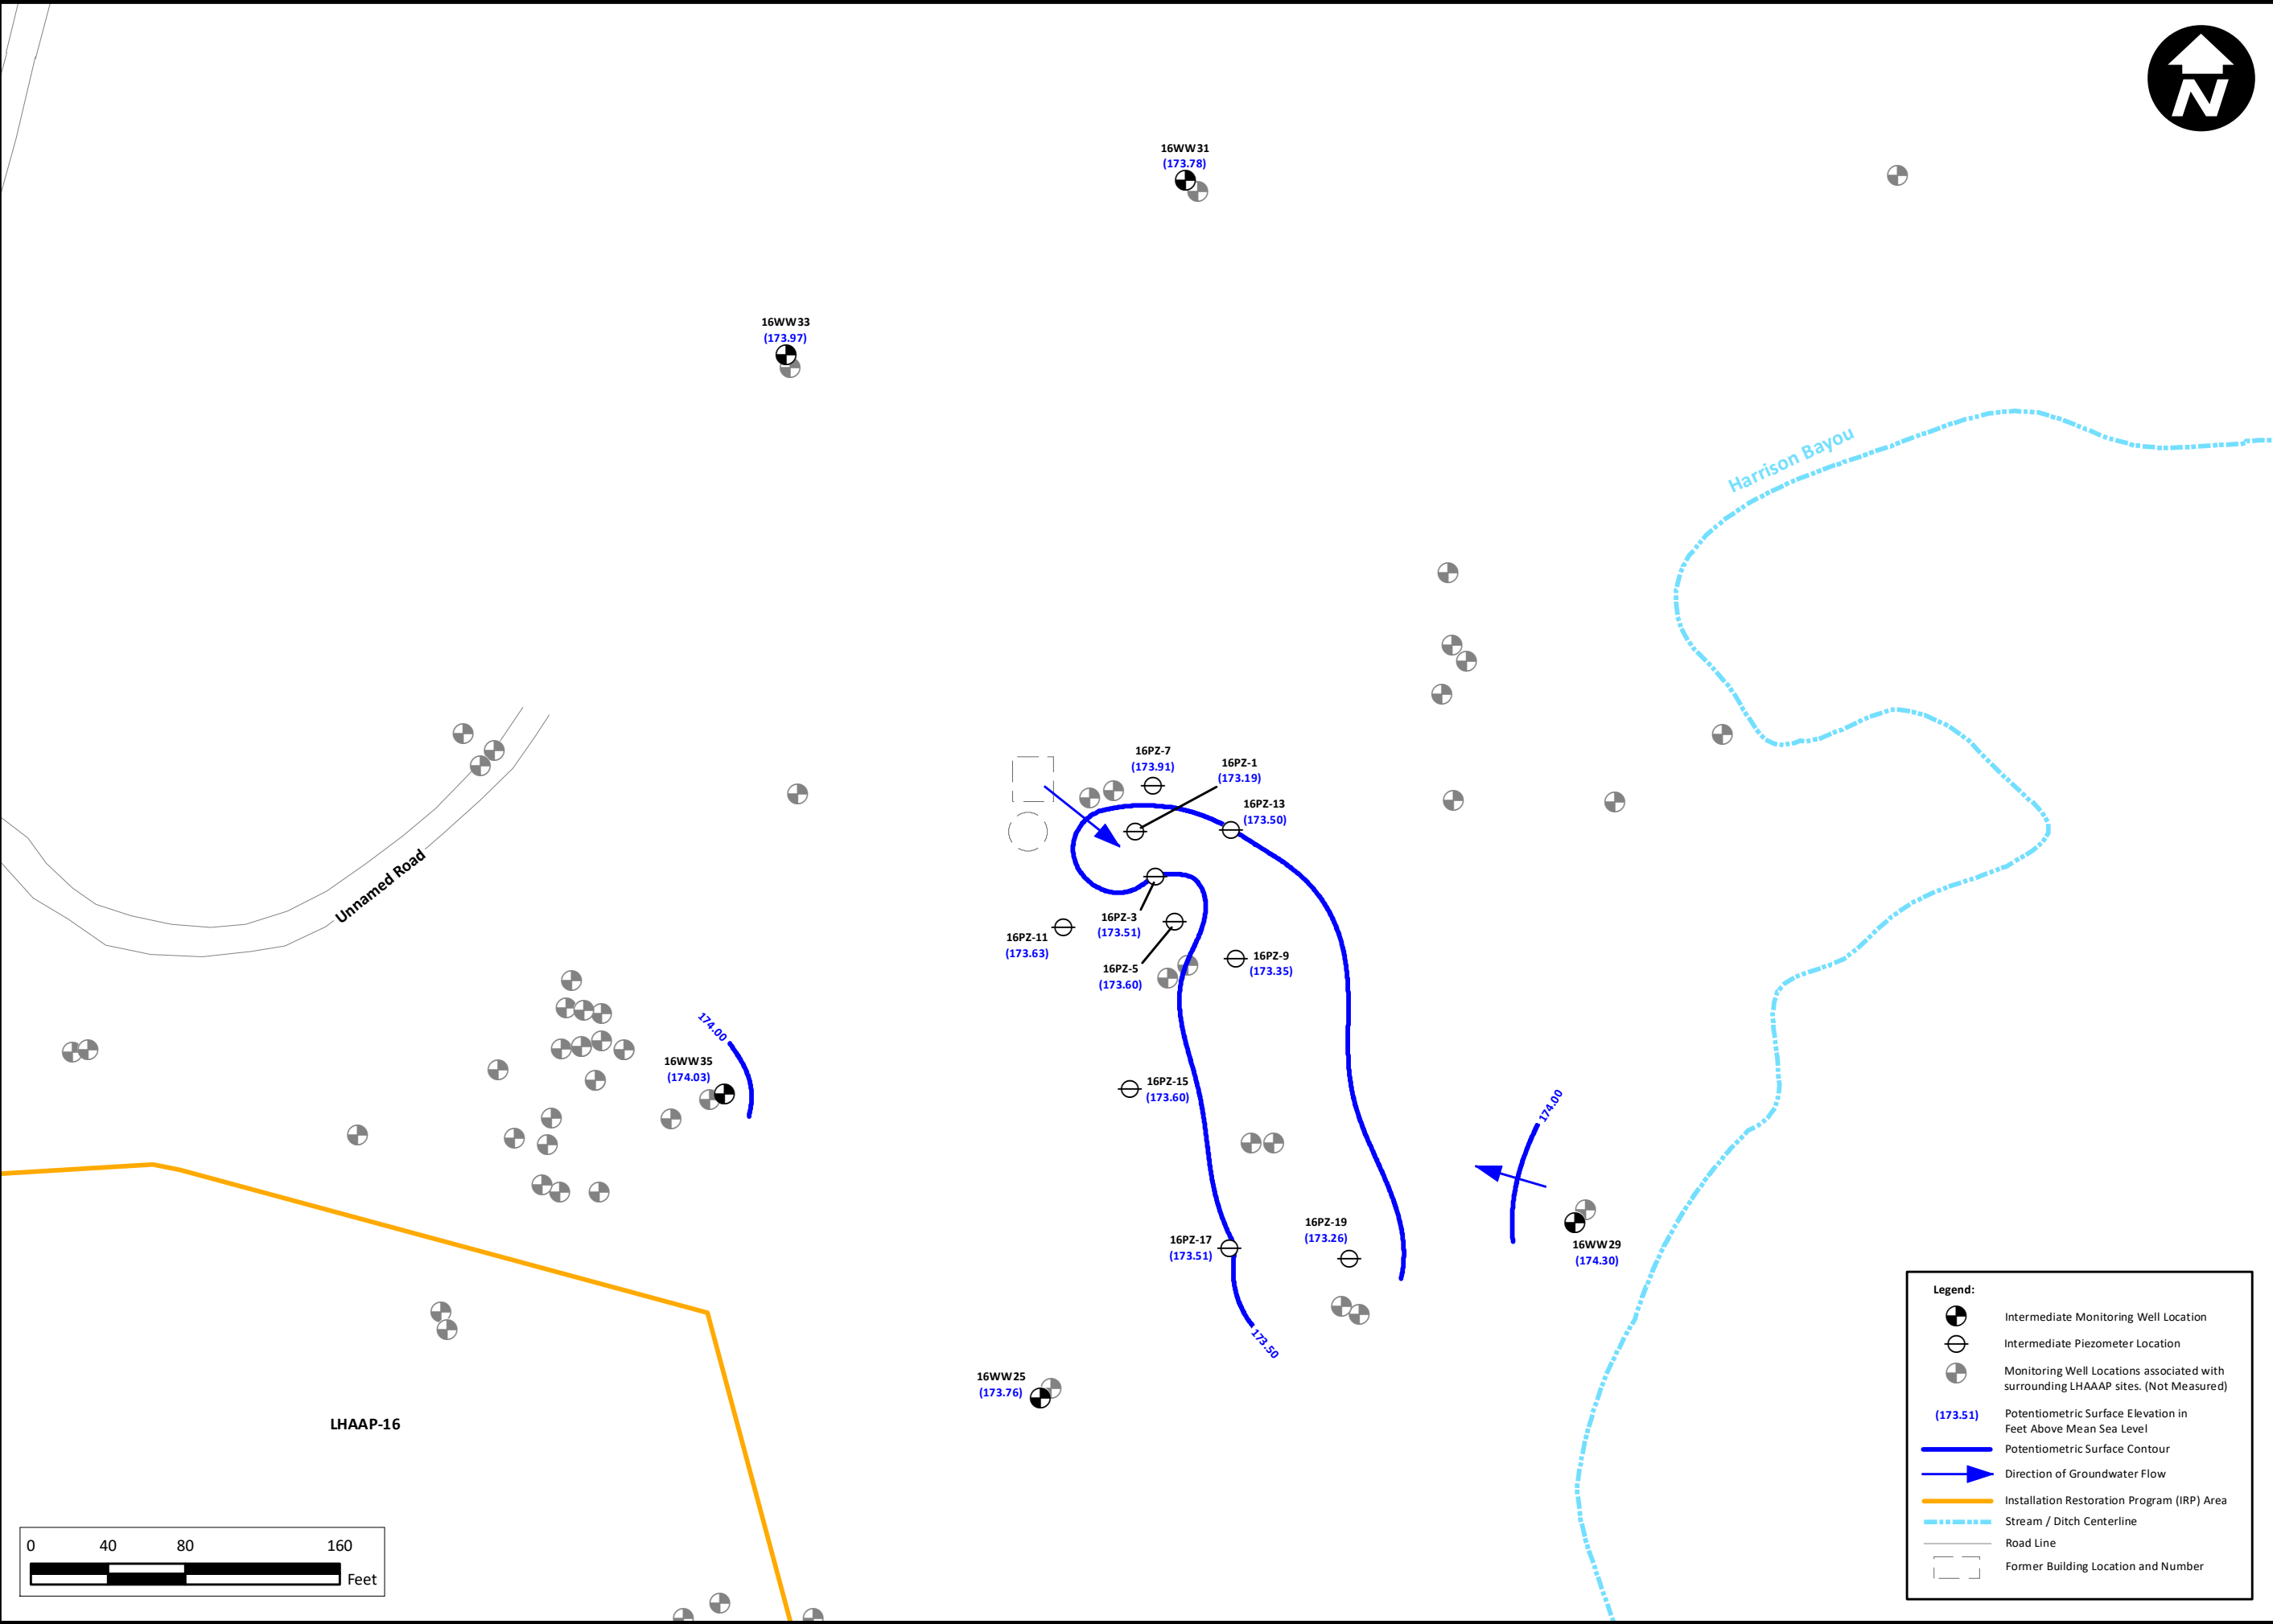 N
16WW31
(173.78)
16WW33
(173.97)
Harrison Bayou
16PZ-7
(173.91)
16PZ-1
(173.19)
16PZ-13
(173.50)
Unnamed Road
16PZ-3
(173.51)
16PZ-11
(173.63)
16PZ-5
(173.60)
16PZ-9
(173.35)
174.00
16WW35
(174.03)
16PZ-15
(173.60)
174.00
16PZ-19
(173.26)
16PZ-17
(173.51)
16WW29
(174.30)
173.50
16WW25
(173.76)
LHAAP-16
0 40 80 160
Feet
Legend:
Intermediate Monitoring Well Location
Intermediate Piezometer Location
Monitoring Well Locations associated with
surrounding LHAAAP sites. (Not Measured)
(173.51) Potentiometric Surface Elevation in
Feet Above Mean Sea Level
Potentiometric Surface Contour
Direction of Groundwater Flow
Installation Restoration Program (IRP) Area
Stream / Ditch Centerline
Road Line
Former Building Location and Number